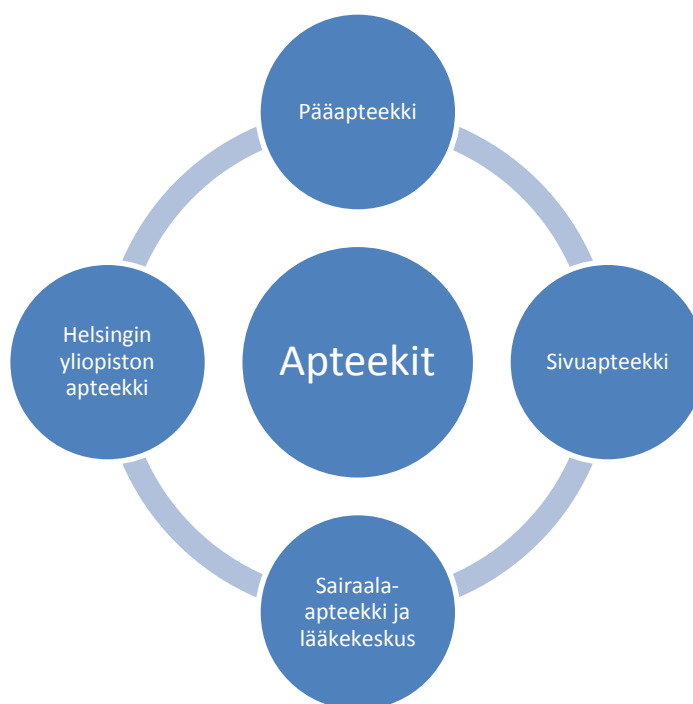 Pääapteekki
Helsingin
yliopiston
apteekki
Apteekit
Sivuapteekki
Sairaala-
apteekki ja
lääkekeskus